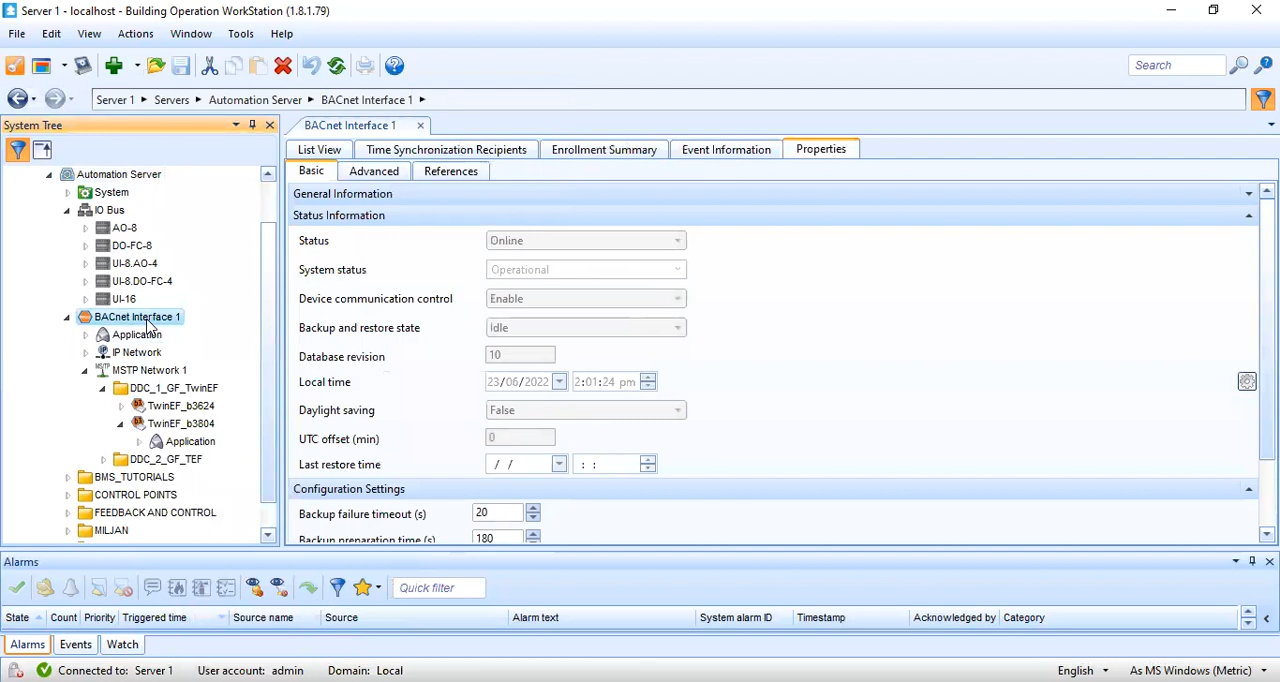 Server 1 - localhost - Building Operation WorkStation (1.8.1.79)
File Edit View Actions Window Tools Help
Search
Server 1 Servers Automation Server BACnet Interface 1
System Tree
Automation Server
System
IO Bus
AO-8
DO-FC-8
UI-8.AO-4
UI-8.DO-FC-4
UI-16
BACnet Interface 1
Application
IP
IP Network
MSTP
MSTP Network 1
DDC_1_GF_TwinEF
TwinEF_b3624
TwinEF_b3804
Application
DDC_2_GF_TEF
BMS_TUTORIALS
CONTROL POINTS
FEEDBACK AND CONTROL
MILJAN
BACnet Interface 1
List View Time Synchronization Recipients Enrollment Summary Event Information Properties
Basic Advanced References
General Information
Status Information
Status Online
System status Operational
Device communication control Enable
Backup and restore state Idle
Database revision 10
Local time 23/06/2022 2:01:24 pm
Daylight saving False
UTC offset (min) 0
Last restore time / / : :
Configuration Settings
Backup failure timeout (s) 20
Backup preparation time (s) 180
Alarms
Quick filter
State Count Priority Triggered time Source name Source Alarm text System alarm ID Timestamp Acknowledged by Category
Alarms Events Watch
Connected to: Server 1 User account: admin Domain: Local English As MS Windows (Metric)